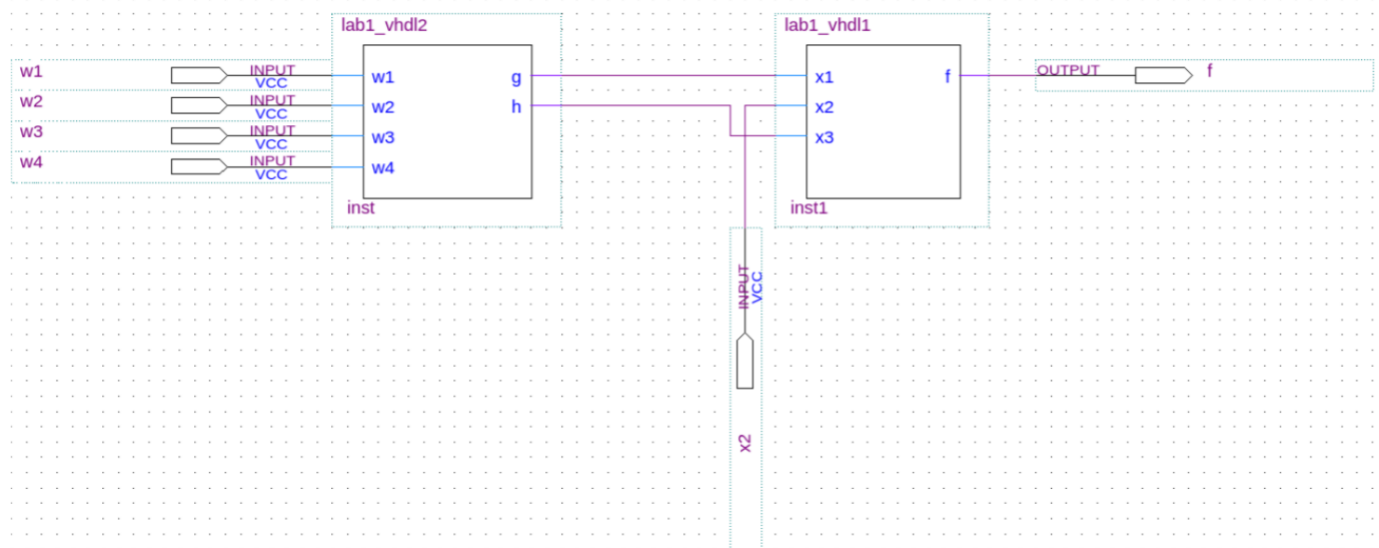 lab1_vhdl2
lab1_vhdl1
w1 INPUT VCC w1 g x1 f OUTPUT f
w2 INPUT VCC w2 h x2
w3 INPUT VCC w3 x3
w4 INPUT VCC w4
inst
inst1
INPUT
VCC
x2